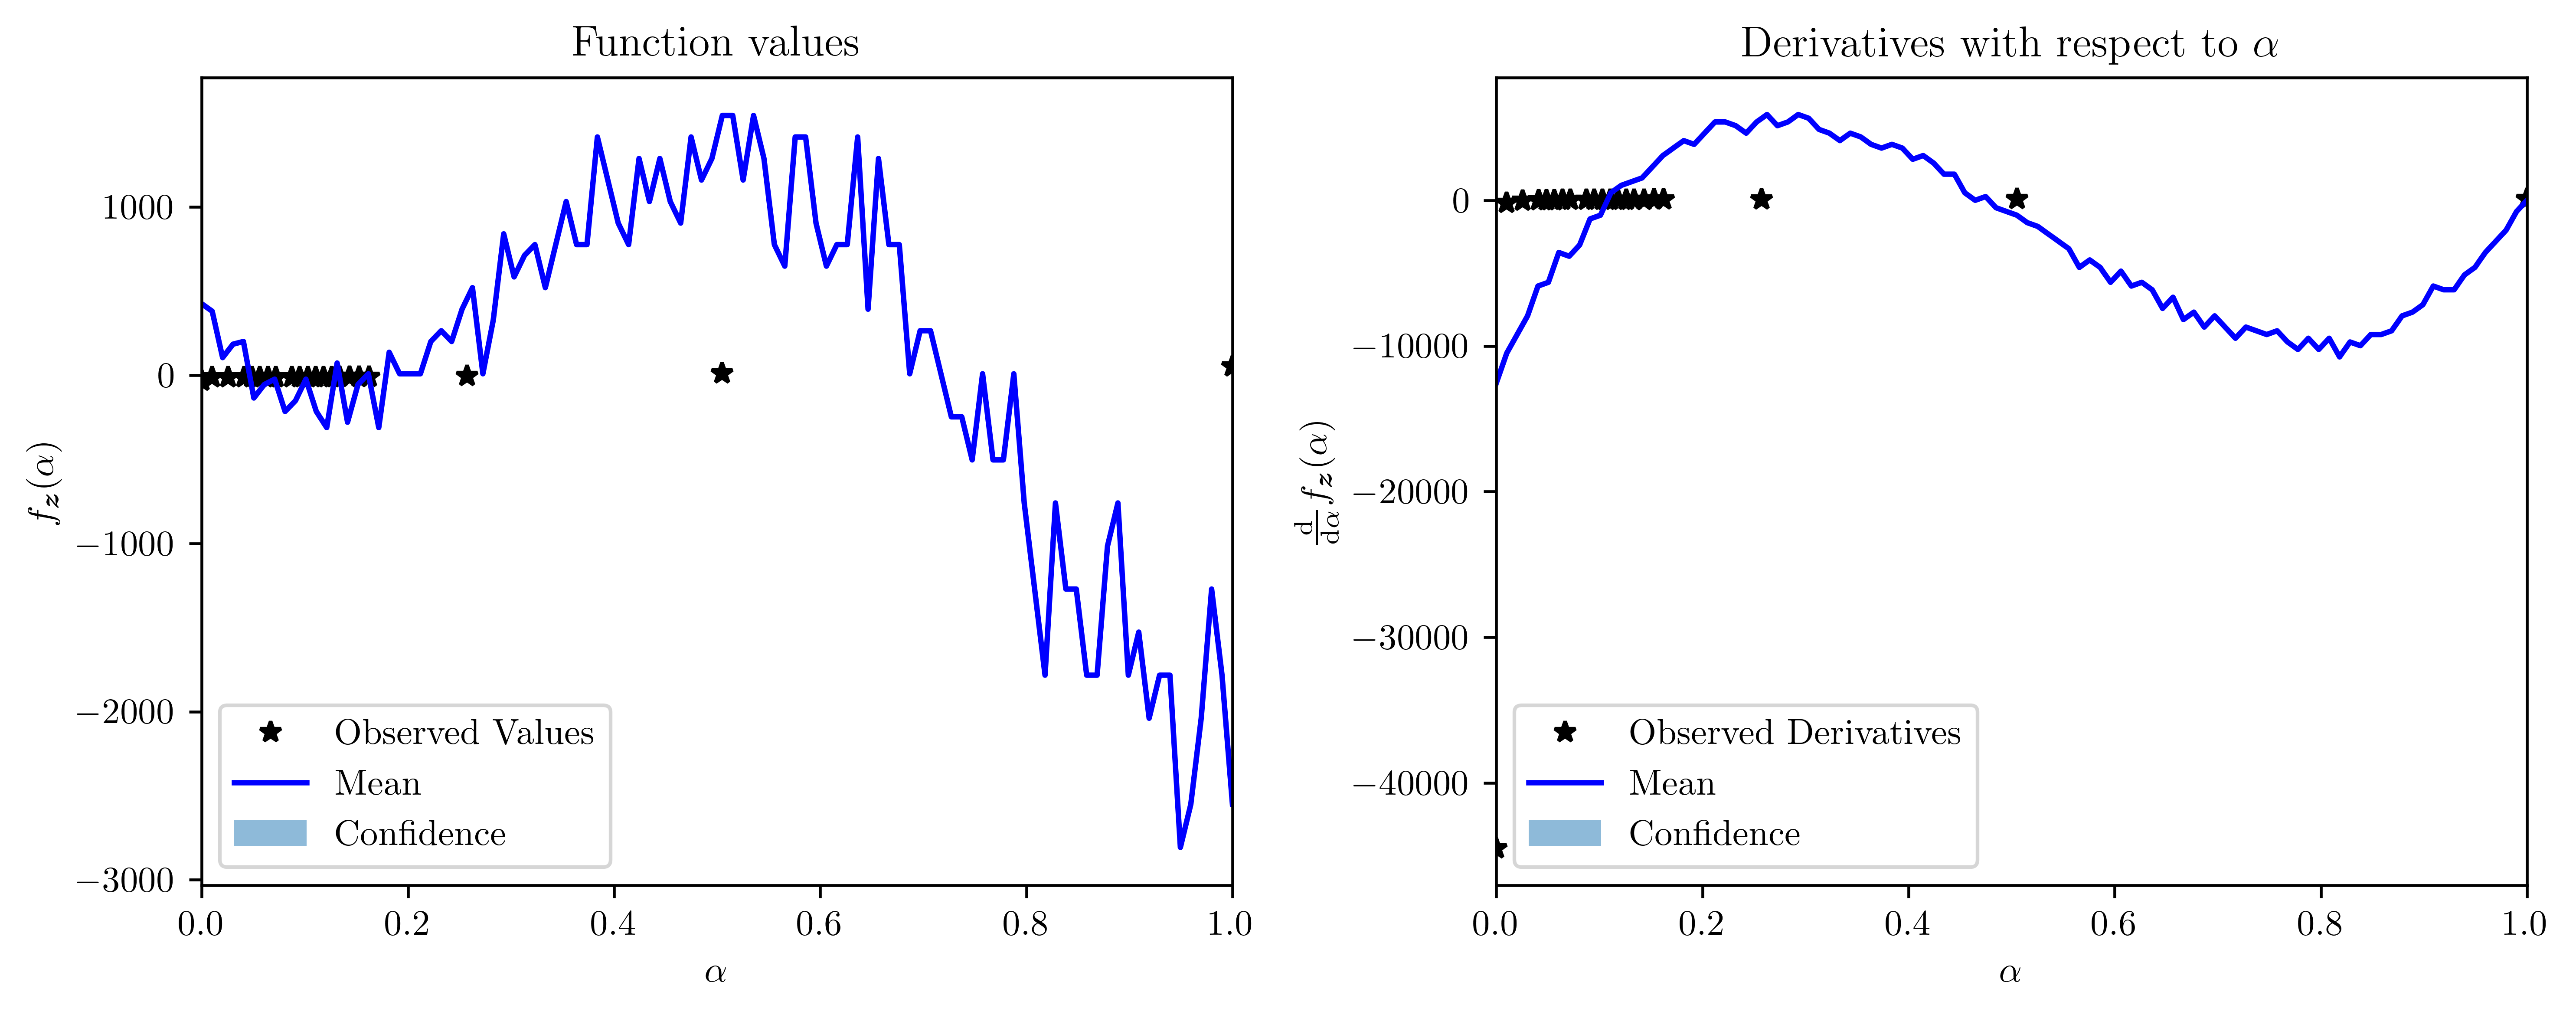 Function values
1000
0
−1000
−2000
−3000
f_z(α)
0.0 0.2 0.4 0.6 0.8 1.0
α
Observed Values
Mean
Confidence
Derivatives with respect to α
0
−10000
−20000
−30000
−40000
d/dα f_z(α)
0.0 0.2 0.4 0.6 0.8 1.0
α
Observed Derivatives
Mean
Confidence